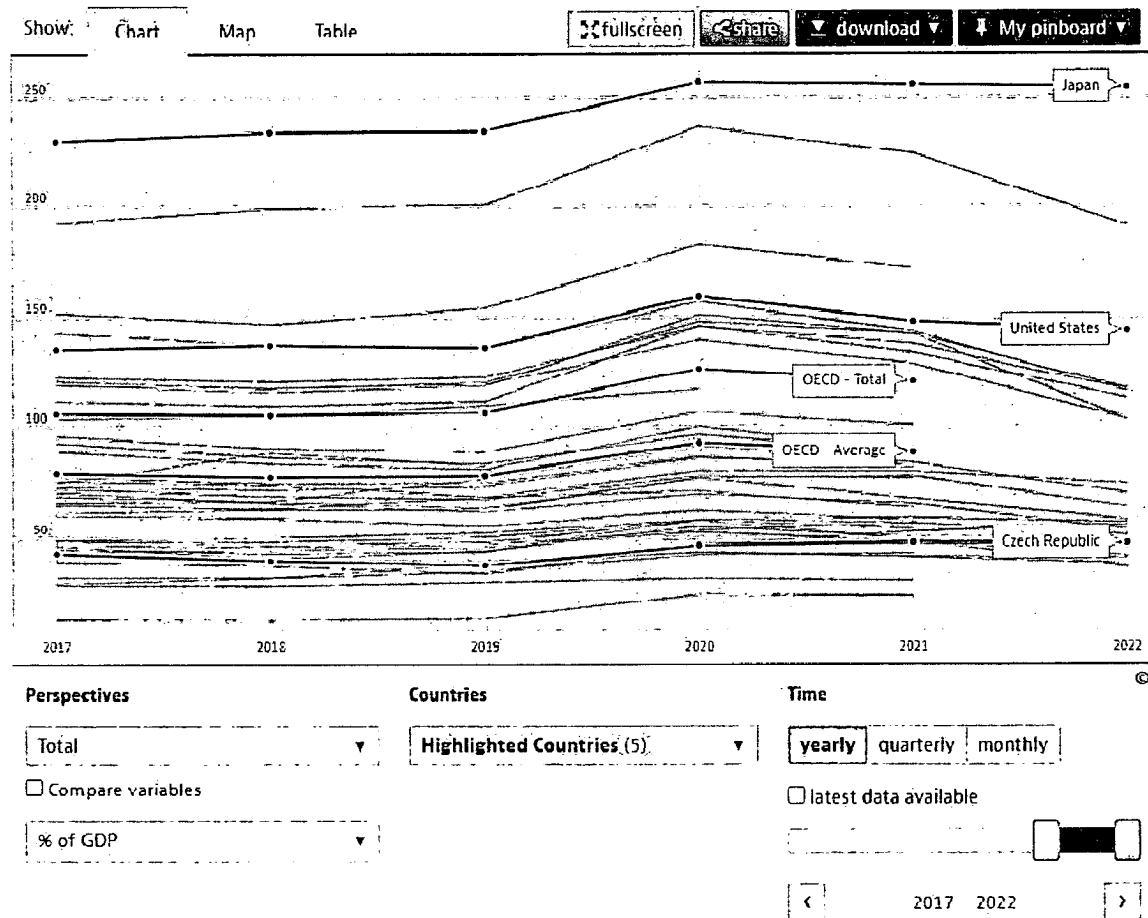 Show: Chart Map Table fullscreen share download ▼ My pinboard ▼
250
Japan
200
150
United States
OECD - Total
100
OECD - Average
50
Czech Republic
2017 2018 2019 2020 2021 2022
©
Perspectives Countries Time
Total ▼ Highlighted Countries (5) ▼ yearly quarterly monthly
Compare variables
latest data available
% of GDP ▼
< 2017 2022 >